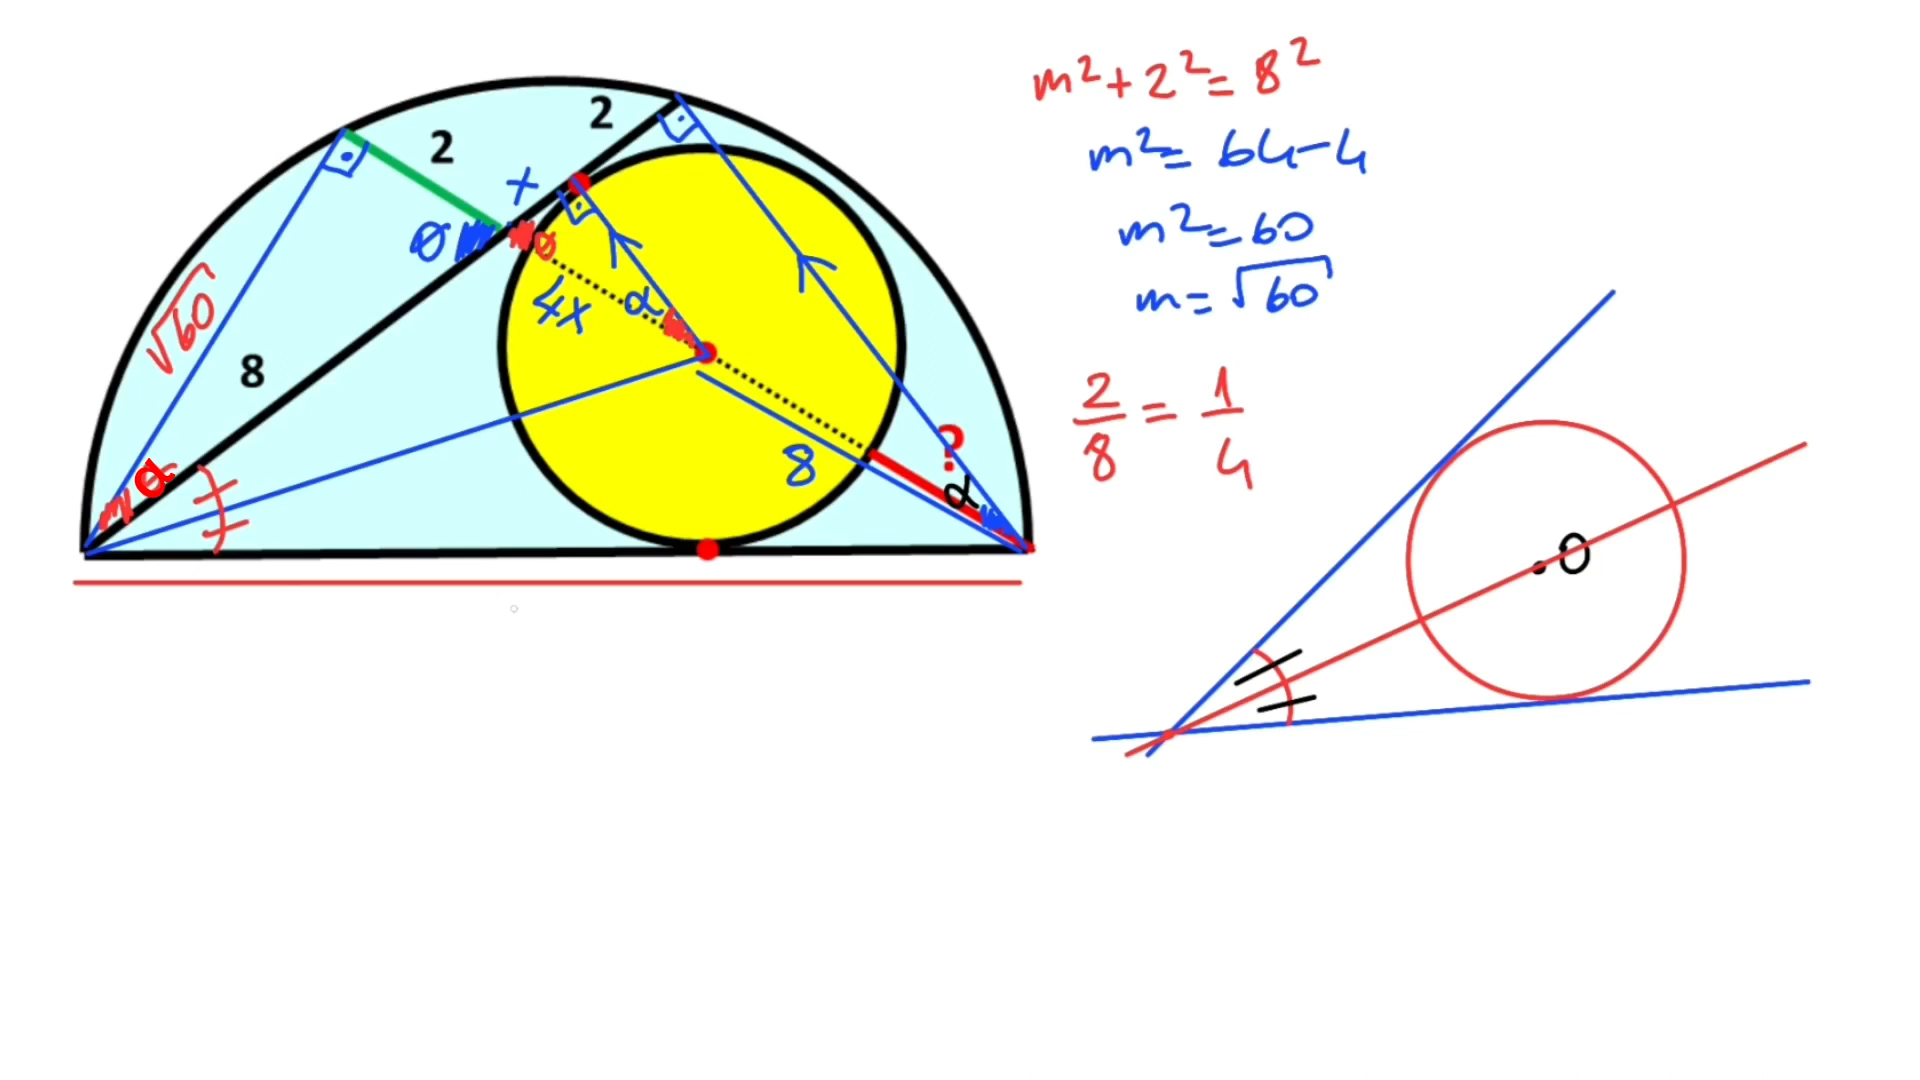 2
2
x
θ
θ
√60
4x
α
8
α
8
?
α
m² + 2² = 8²
m² = 64 - 4
m² = 60
m = √60
2/8 = 1/4
O